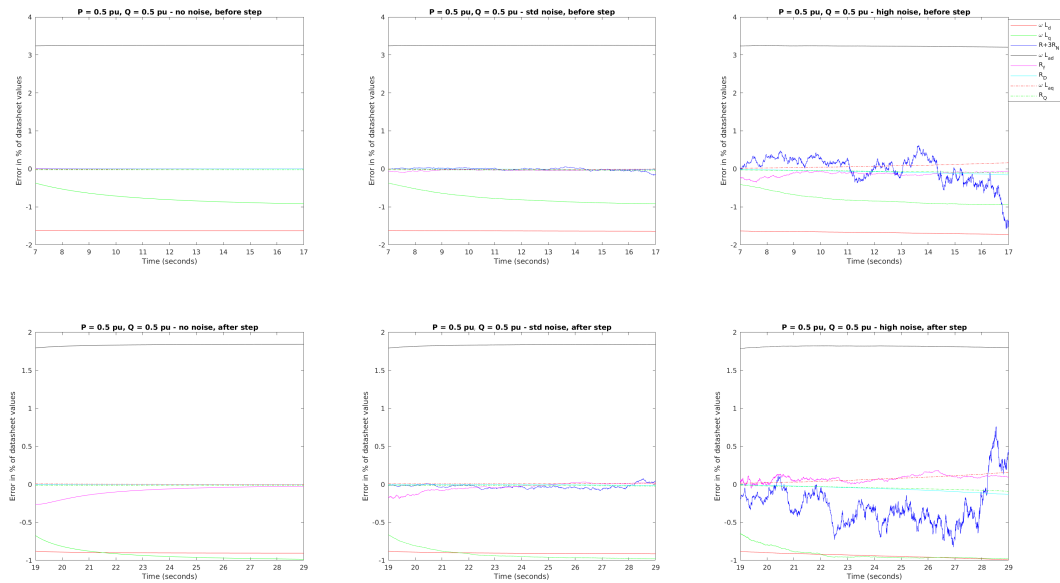 P = 0.5 pu, Q = 0.5 pu - no noise, before step
4
3
2
1
0
-1
-2
7 8 9 10 11 12 13 14 15 16 17
Time (seconds)
Error in % of datasheet values
P = 0.5 pu, Q = 0.5 pu - std noise, before step
4
3
2
1
0
-1
-2
7 8 9 10 11 12 13 14 15 16 17
Time (seconds)
Error in % of datasheet values
P = 0.5 pu, Q = 0.5 pu - high noise, before step
4
3
2
1
0
-1
-2
7 8 9 10 11 12 13 14 15 16 17
Time (seconds)
Error in % of datasheet values
R+3R
R
P = 0.5 pu, Q = 0.5 pu - no noise, after step
2
1.5
1
0.5
0
-0.5
-1
19 20 21 22 23 24 25 26 27 28 29
Time (seconds)
Error in % of datasheet values
P = 0.5 pu, Q = 0.5 pu - std noise, after step
2
1.5
1
0.5
0
-0.5
-1
19 20 21 22 23 24 25 26 27 28 29
Time (seconds)
Error in % of datasheet values
P = 0.5 pu, Q = 0.5 pu - high noise, after step
2
1.5
1
0.5
0
-0.5
-1
19 20 21 22 23 24 25 26 27 28 29
Time (seconds)
Error in % of datasheet values